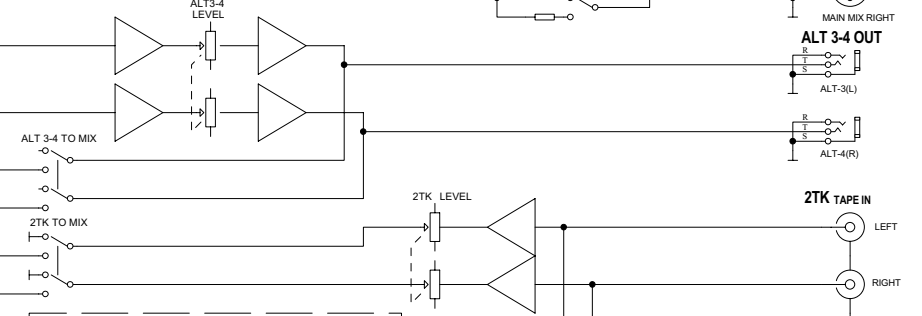 ALT3-4
LEVEL
MAIN MIX RIGHT
ALT 3-4 OUT
R
T
S
ALT-3(L)
R
T
S
ALT-4(R)
ALT 3-4 TO MIX
2TK TO MIX
2TK LEVEL
2TK TAPE IN
LEFT
RIGHT